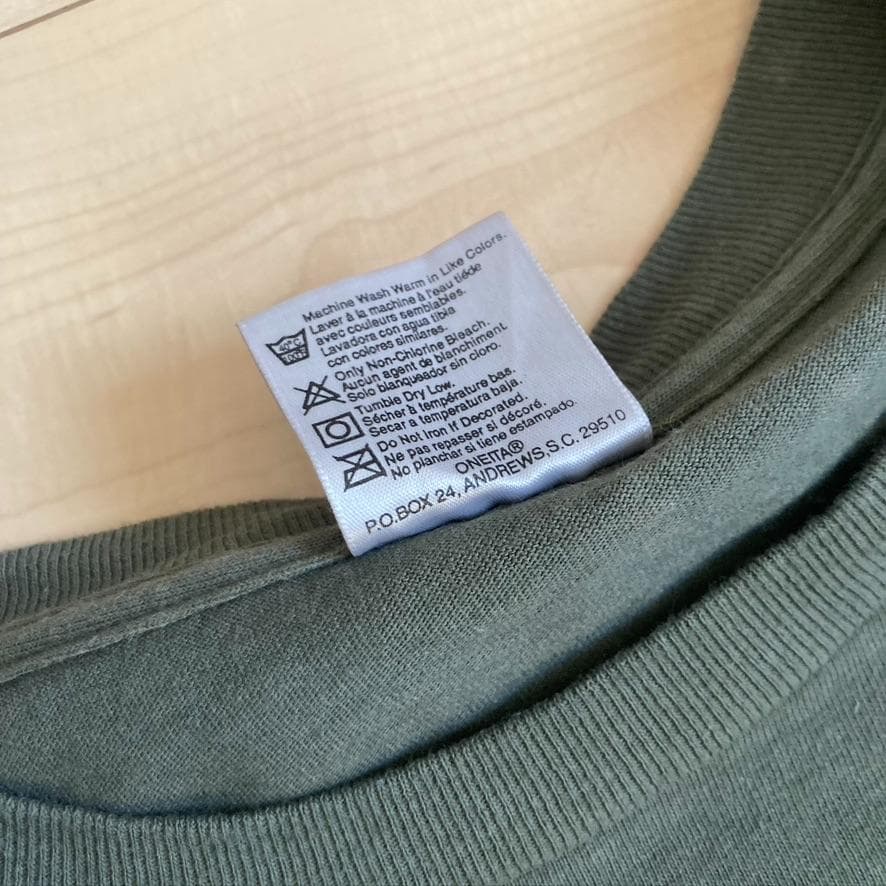 Machine Wash Warm in Like Colors.
Laver à la machine à l'eau tiède
avec couleurs semblables.
Lavadora con agua tibia
con colores similares.
40°C
Only Non-Chlorine Bleach.
Aucun agent de blanchiment
Solo blanqueador sin cloro.
Tumble Dry Low.
Sécher à température bas.
Secar a temperatura baja.
Do Not Iron if Decorated.
Ne pas repasser si décoré.
No planchar si tiene estampado.
ONEITA®
P.O.BOX 24, ANDREWS,S.C. 29510